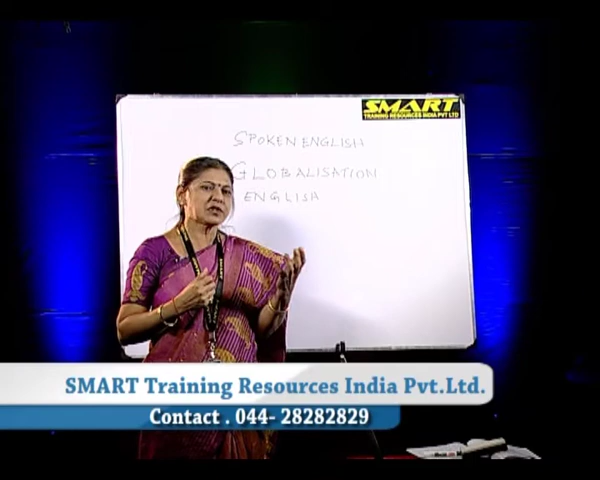 SMART
TRAINING RESOURCES INDIA PVT LTD
SPOKEN ENGLISH
GLOBALISATION
ENGLISH
SMART Training Resources India Pvt.Ltd.
Contact . 044- 28282829